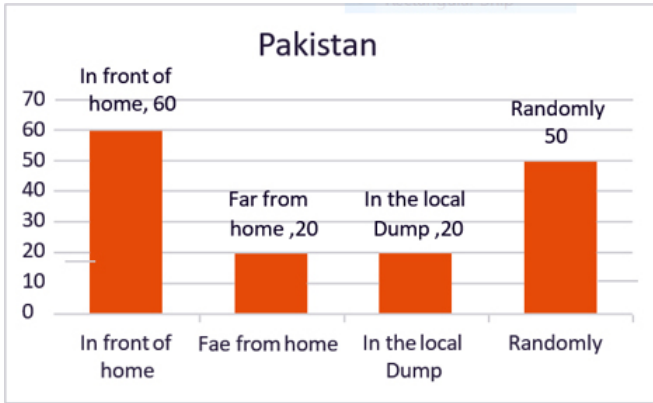 Pakistan
In front of
home, 60
Randomly
50
Far from
home ,20
In the local
Dump ,20
70
60
50
40
30
20
10
0
In front of
home
Fae from home
In the local
Dump
Randomly